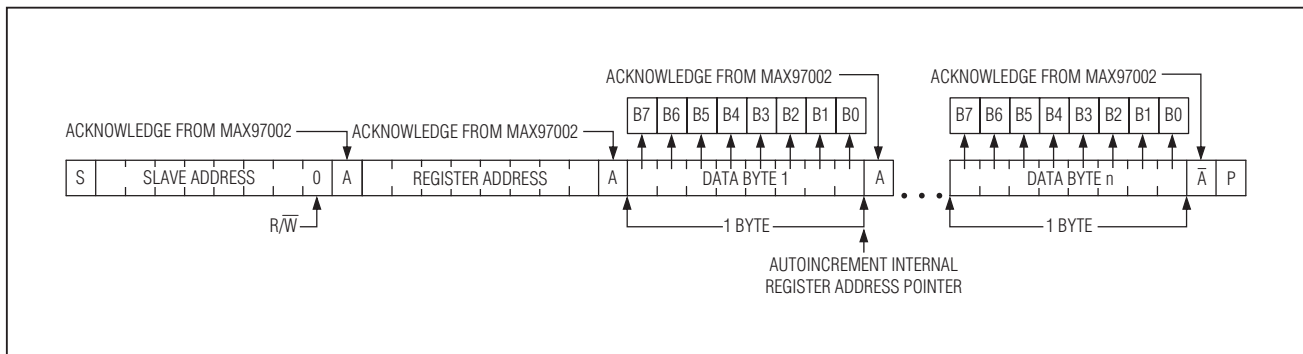 ACKNOWLEDGE FROM MAX97002
ACKNOWLEDGE FROM MAX97002
B7 B6 B5 B4 B3 B2 B1 B0
B7 B6 B5 B4 B3 B2 B1 B0
ACKNOWLEDGE FROM MAX97002
ACKNOWLEDGE FROM MAX97002
S SLAVE ADDRESS 0 A REGISTER ADDRESS A DATA BYTE 1 A DATA BYTE n A̅ P
R/W̅
1 BYTE
1 BYTE
AUTOINCREMENT INTERNAL
REGISTER ADDRESS POINTER